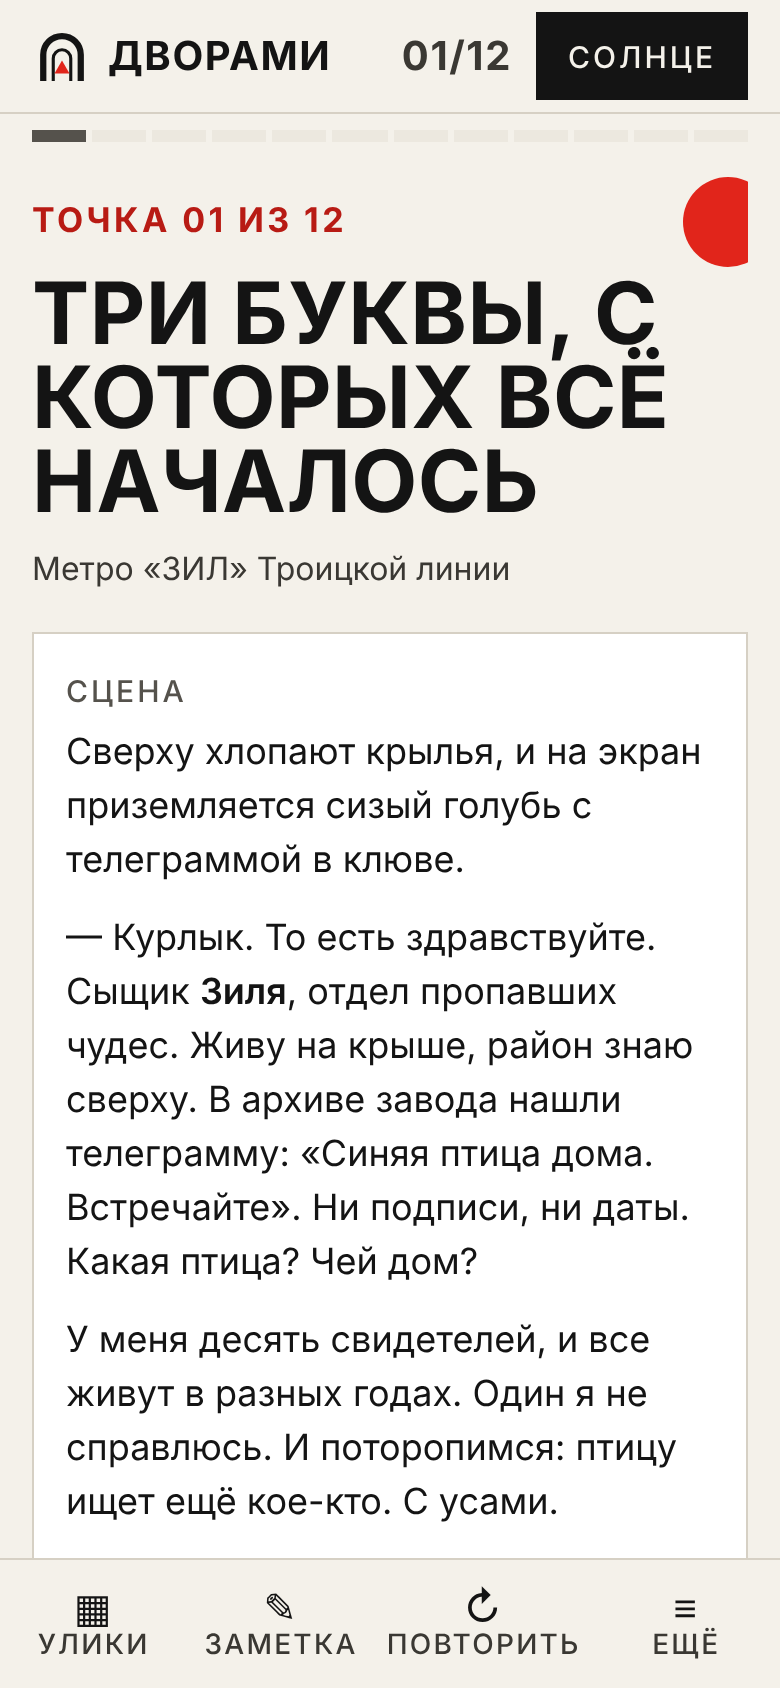 ДВОРАМИ
01/12
СОЛНЦЕ
ТОЧКА 01 ИЗ 12
ТРИ БУКВЫ, С
КОТОРЫХ ВСЁ
НАЧАЛОСЬ
Метро «ЗИЛ» Троицкой линии
СЦЕНА
Сверху хлопают крылья, и на экран
приземляется сизый голубь с
телеграммой в клюве.
— Курлык. То есть здравствуйте.
Сыщик Зиля, отдел пропавших
чудес. Живу на крыше, район знаю
сверху. В архиве завода нашли
телеграмму: «Синяя птица дома.
Встречайте». Ни подписи, ни даты.
Какая птица? Чей дом?
У меня десять свидетелей, и все
живут в разных годах. Один я не
справлюсь. И поторопимся: птицу
ищет ещё кое-кто. С усами.
УЛИКИ
ЗАМЕТКА
ПОВТОРИТЬ
ЕЩЁ